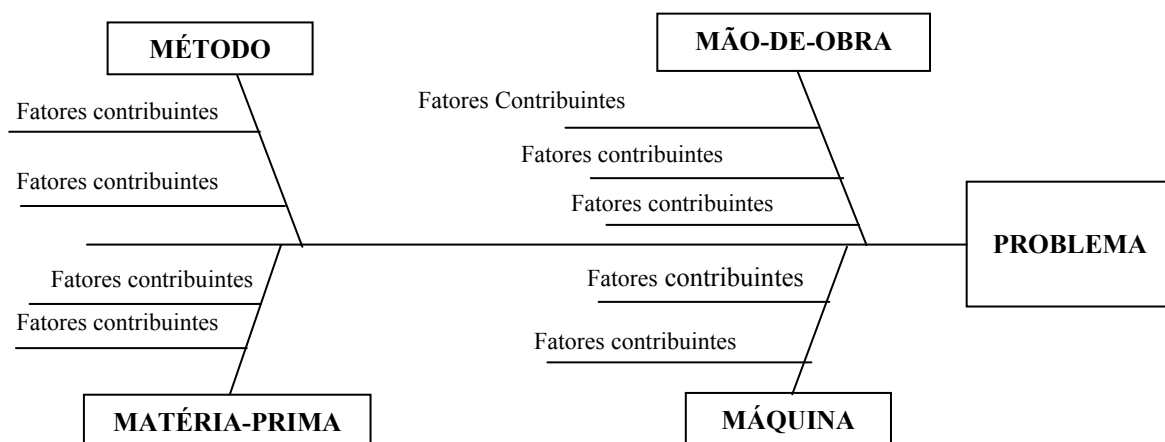 MÉTODO
MÃO-DE-OBRA
Fatores contribuintes
Fatores Contribuintes
Fatores contribuintes
Fatores contribuintes
Fatores contribuintes
PROBLEMA
Fatores contribuintes
Fatores contribuintes
Fatores contribuintes
Fatores contribuintes
MATÉRIA-PRIMA
MÁQUINA